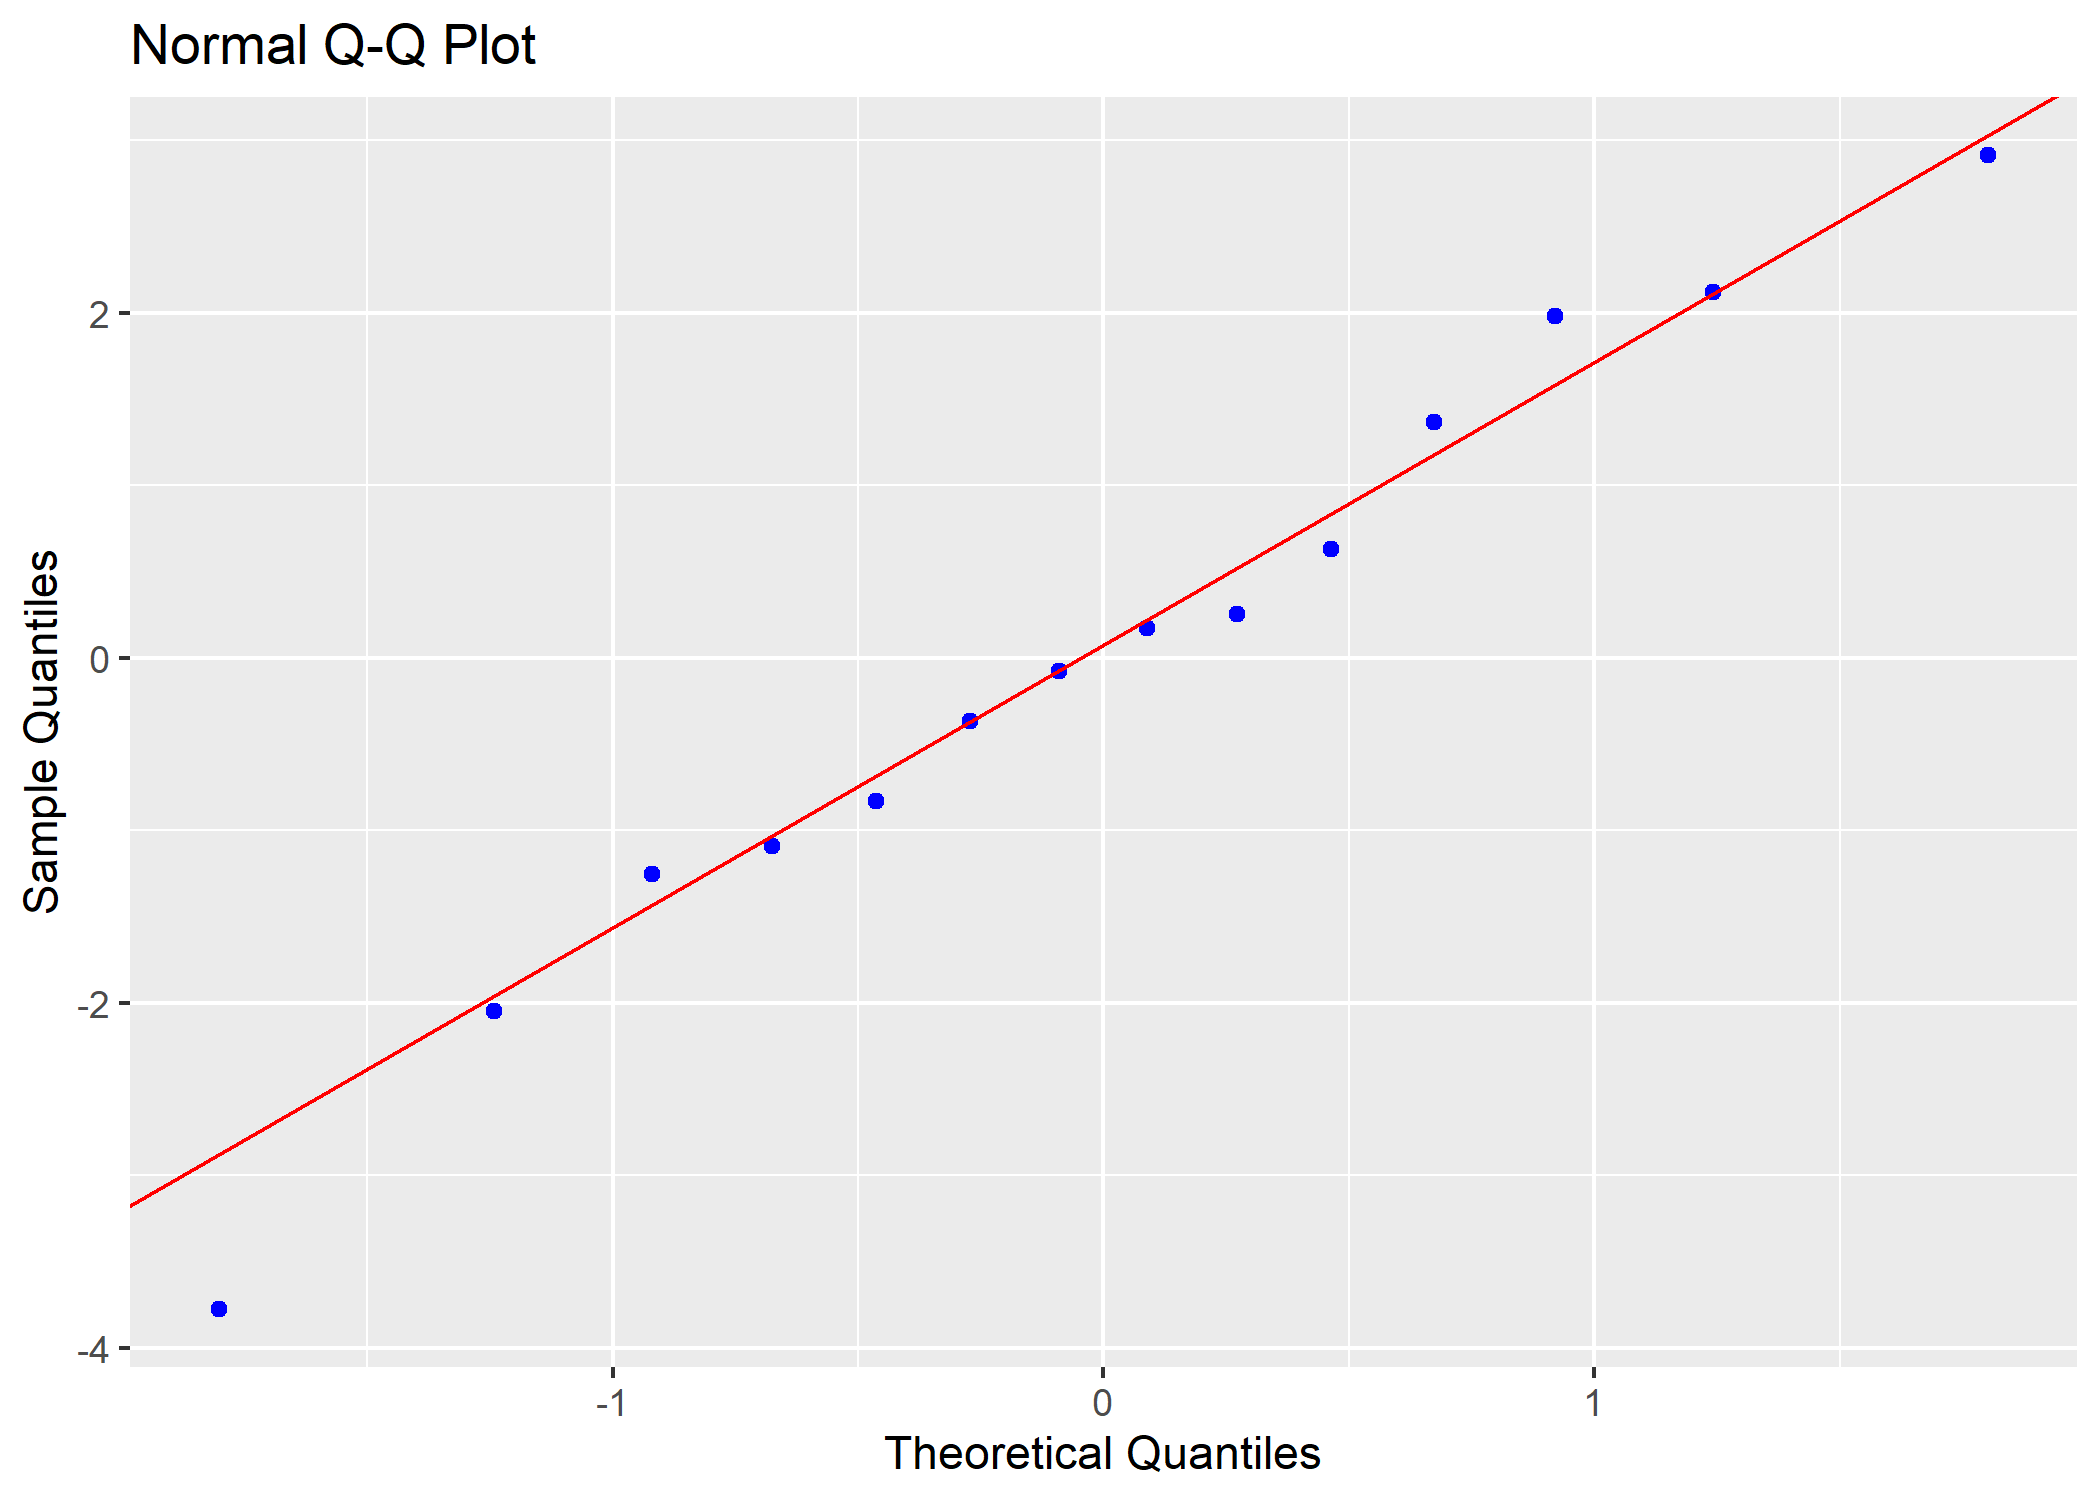 Normal Q-Q Plot
Sample Quantiles
2
0
-2
-4
-1 0 1
Theoretical Quantiles